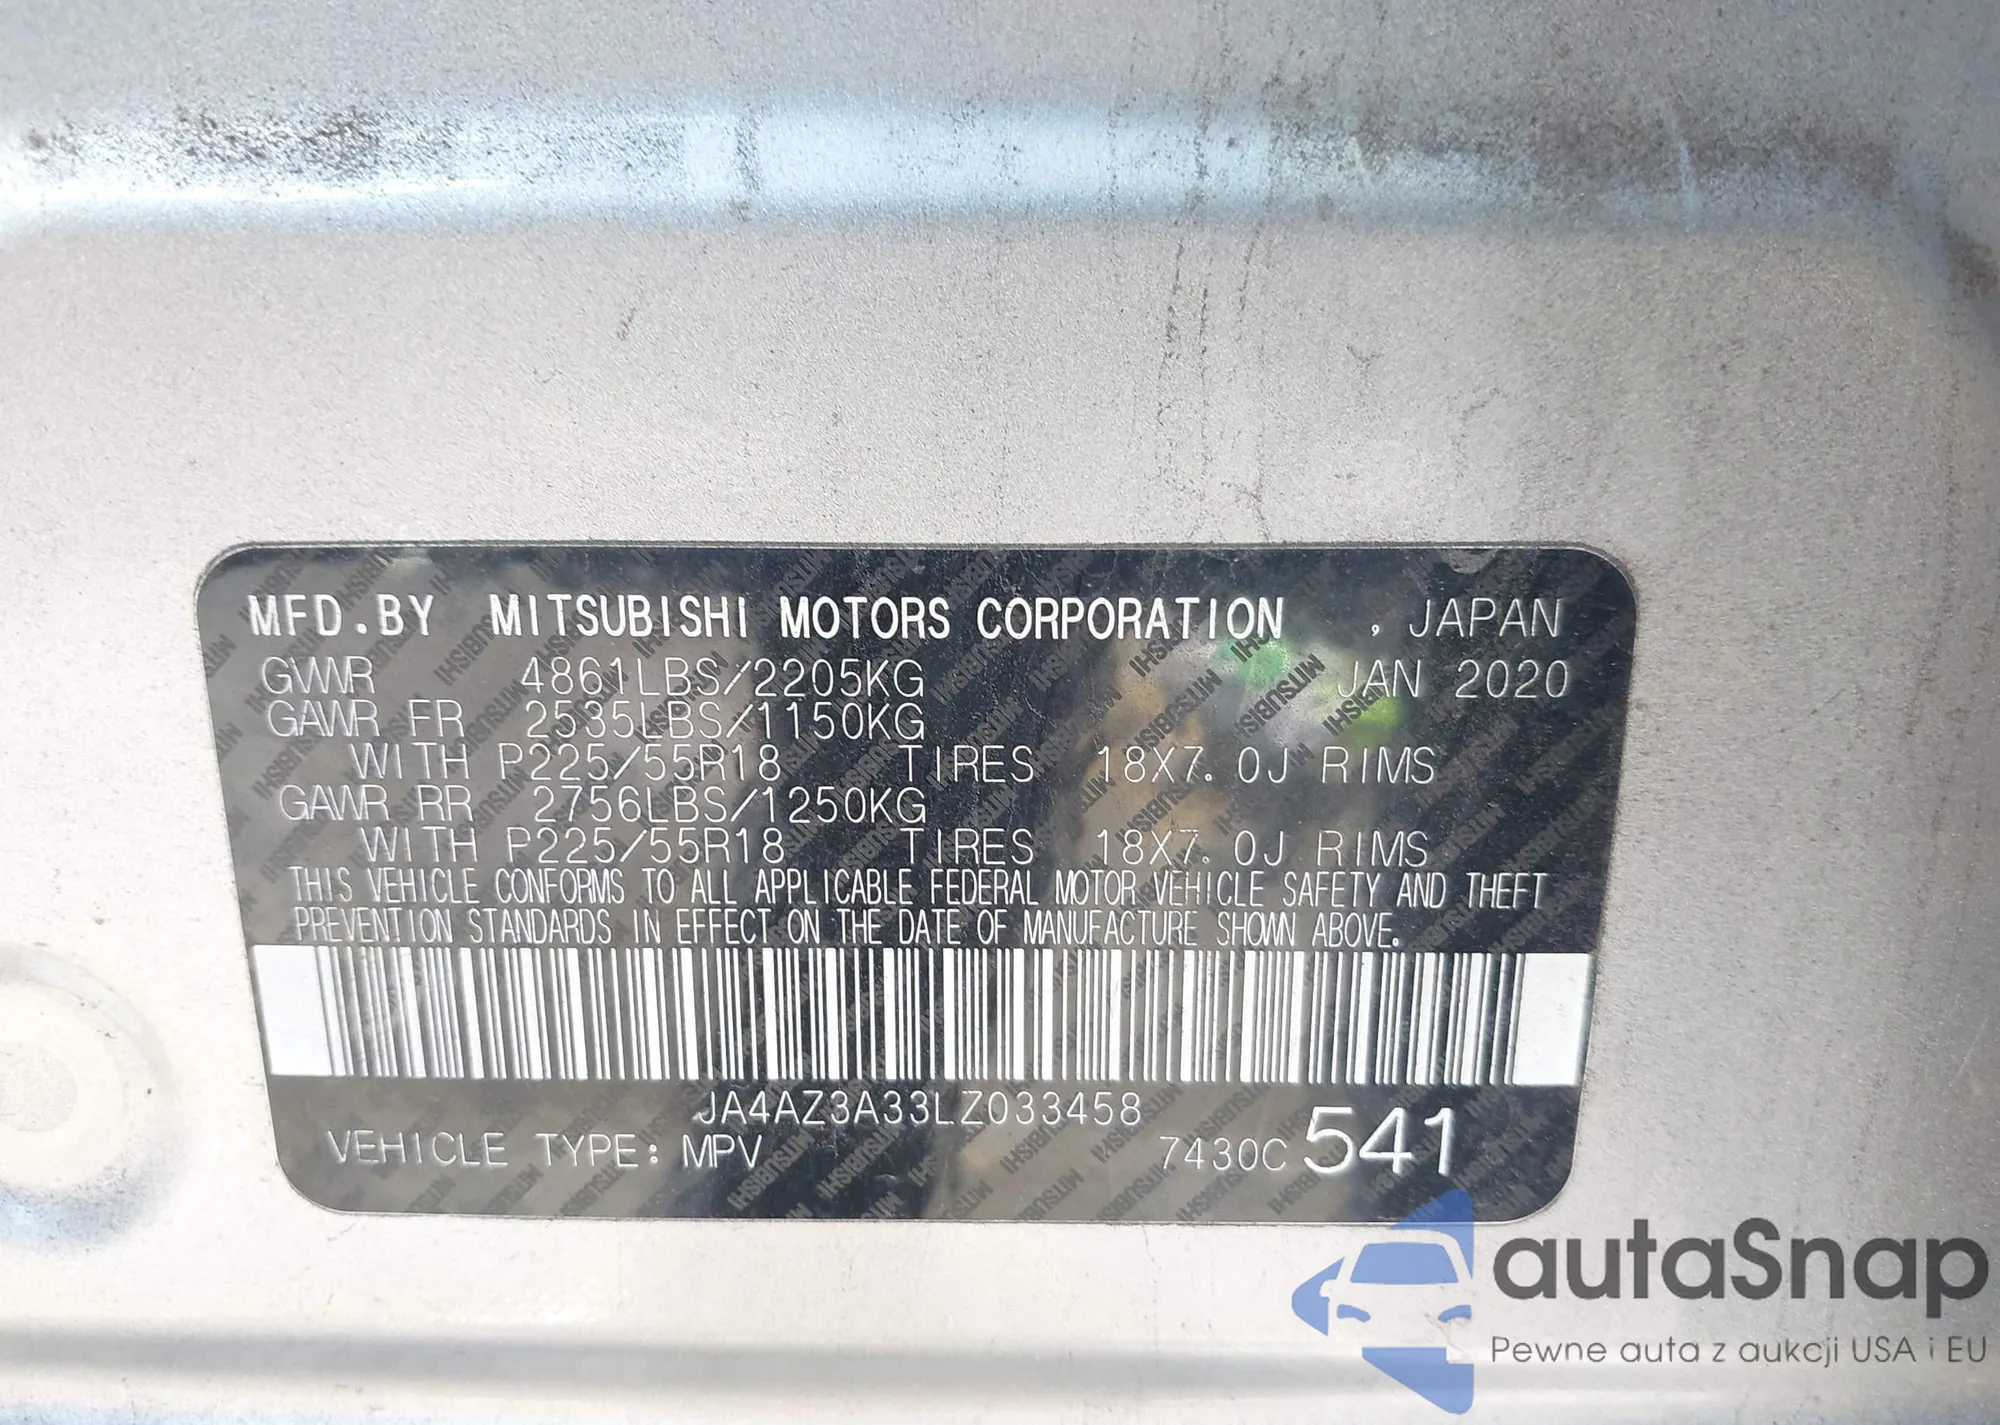 MFD.BY MITSUBISHI MOTORS CORPORATION , JAPAN
GVWR 4861LBS/2205KG JAN 2020
GAWR FR 2535LBS/1150KG
WITH P225/55R18 TIRES 18X7.0J RIMS
GAWR RR 2756LBS/1250KG
WITH P225/55R18 TIRES 18X7.0J RIMS
THIS VEHICLE CONFORMS TO ALL APPLICABLE FEDERAL MOTOR VEHICLE SAFETY AND THEFT
PREVENTION STANDARDS IN EFFECT ON THE DATE OF MANUFACTURE SHOWN ABOVE.
JA4AZ3A33LZ033458
VEHICLE TYPE: MPV 7430C 541
autaSnap
Pewne auta z aukcji USA i EU